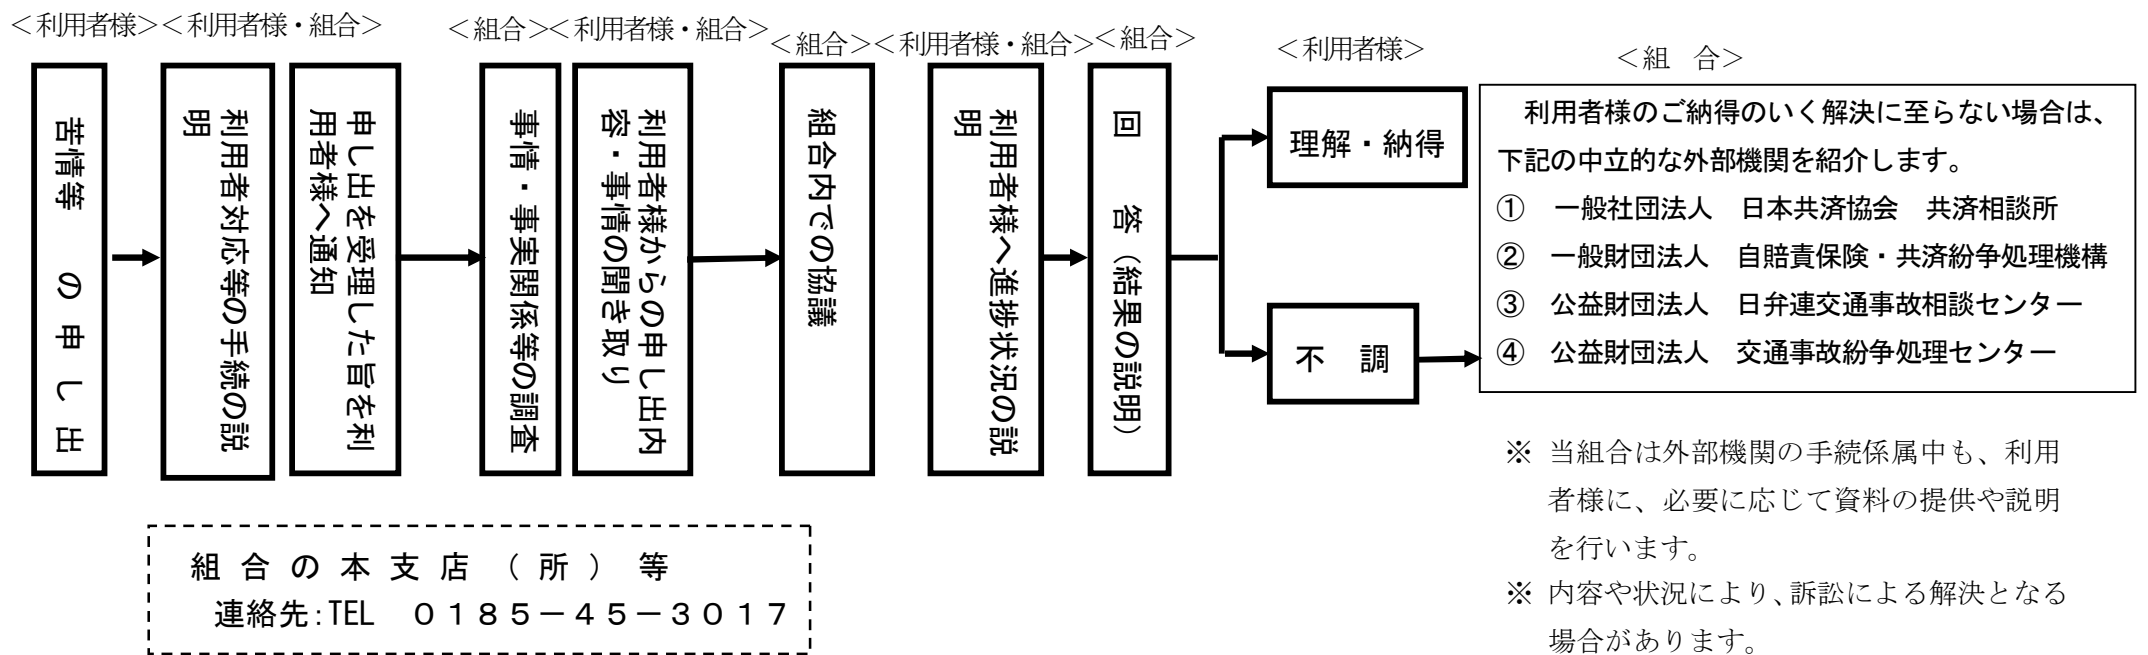 ＜利用者様＞＜利用者様・組合＞
＜組合＞＜利用者様・組合＞
＜組合＞＜利用者様・組合＞＜組合＞
＜利用者様＞
＜組　合＞
苦情等　の　申　し　出
利用者対応等の手続の説
明
申し出を受理した旨を利
用者様へ通知
事情・事実関係等の調査
利用者様からの申し出内
容・事情の聞き取り
組合内での協議
利用者様へ進捗状況の説
明
回　答（結果の説明）
理解・納得
不　調
利用者様のご納得のいく解決に至らない場合は、
下記の中立的な外部機関を紹介します。
①　一般社団法人　日本共済協会　共済相談所
②　一般財団法人　自賠責保険・共済紛争処理機構
③　公益財団法人　日弁連交通事故相談センター
④　公益財団法人　交通事故紛争処理センター
※ 当組合は外部機関の手続係属中も、利用
者様に、必要に応じて資料の提供や説明
を行います。
※ 内容や状況により、訴訟による解決となる
場合があります。
組 合 の 本 支 店 （ 所 ） 等
連絡先：TEL　０１８５－４５－３０１７